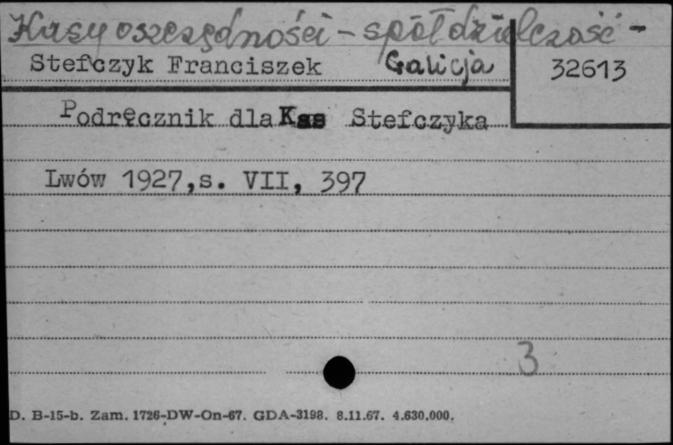 Kasy oszczędności - spółdzielczość -
Stefczyk Franciszek Galicja 32613
Podręcznik dla Kas Stefczyka
Lwów 1927, s. VII, 397
3
D. B-15-b. Zam. 1726-DW-On-67. GDA-3198. 8.11.67. 4.630.000.